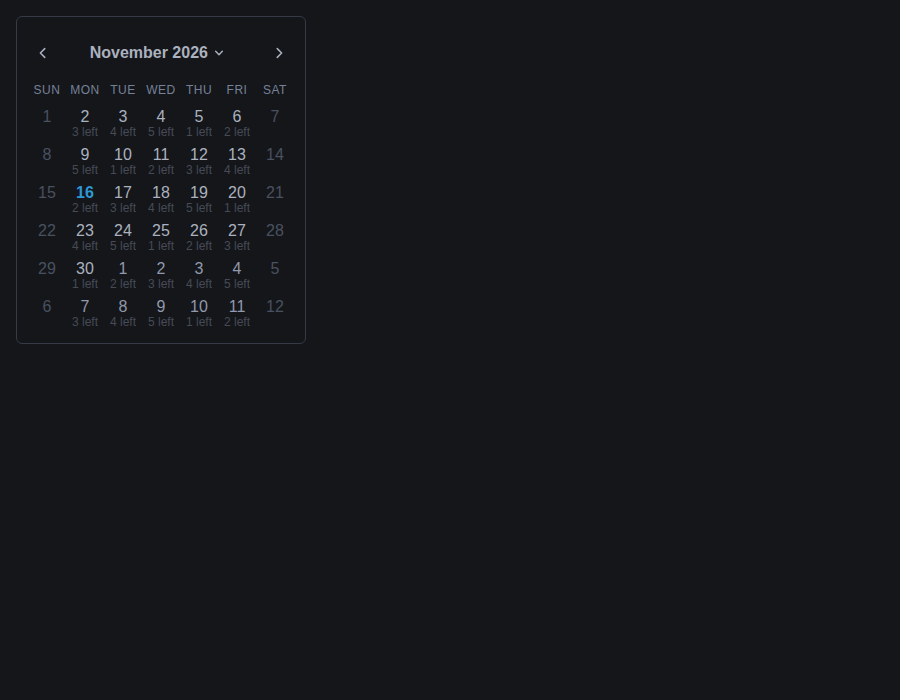 November 2026
SUN MON TUE WED THU FRI SAT
1 2 3 4 5 6 7
3 left 4 left 5 left 1 left 2 left
8 9 10 11 12 13 14
5 left 1 left 2 left 3 left 4 left
15 16 17 18 19 20 21
2 left 3 left 4 left 5 left 1 left
22 23 24 25 26 27 28
4 left 5 left 1 left 2 left 3 left
29 30 1 2 3 4 5
1 left 2 left 3 left 4 left 5 left
6 7 8 9 10 11 12
3 left 4 left 5 left 1 left 2 left